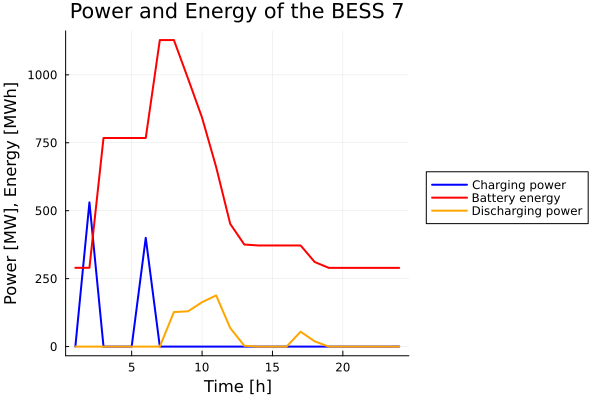 Power and Energy of the BESS 7
Power [MW], Energy [MWh]
1000
750
500
250
0
5 10 15 20
Time [h]
Charging power
Battery energy
Discharging power